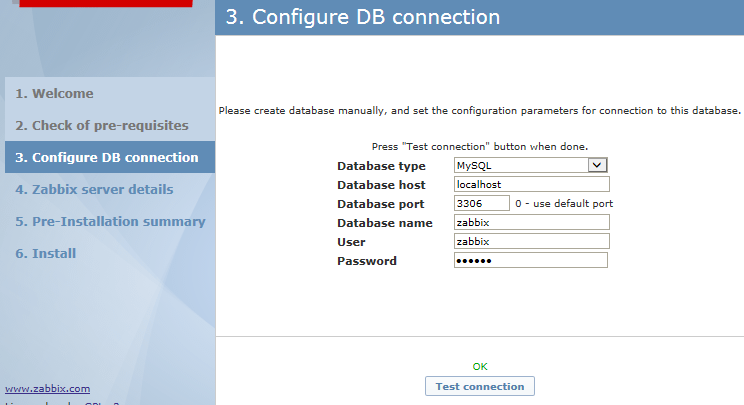 3. Configure DB connection
1. Welcome
2. Check of pre-requisites
3. Configure DB connection
4. Zabbix server details
5. Pre-Installation summary
6. Install
www.zabbix.com
Please create database manually, and set the configuration parameters for connection to this database.
Press "Test connection" button when done.
Database type MySQL
Database host localhost
Database port 3306 0 - use default port
Database name zabbix
User zabbix
Password ••••••
OK
Test connection